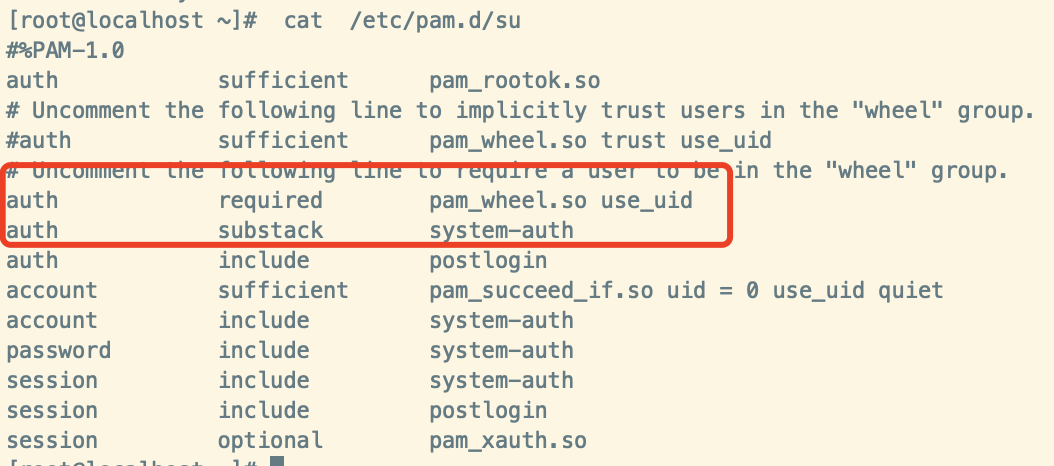 [root@localhost ~]#  cat  /etc/pam.d/su
#%PAM-1.0
auth            sufficient      pam_rootok.so
# Uncomment the following line to implicitly trust users in the "wheel" group.
#auth           sufficient      pam_wheel.so trust use_uid
# Uncomment the following line to require a user to be in the "wheel" group.
auth            required        pam_wheel.so use_uid
auth            substack        system-auth
auth            include         postlogin
account         sufficient      pam_succeed_if.so uid = 0 use_uid quiet
account         include         system-auth
password        include         system-auth
session         include         system-auth
session         include         postlogin
session         optional        pam_xauth.so
[root@localhost ~]#